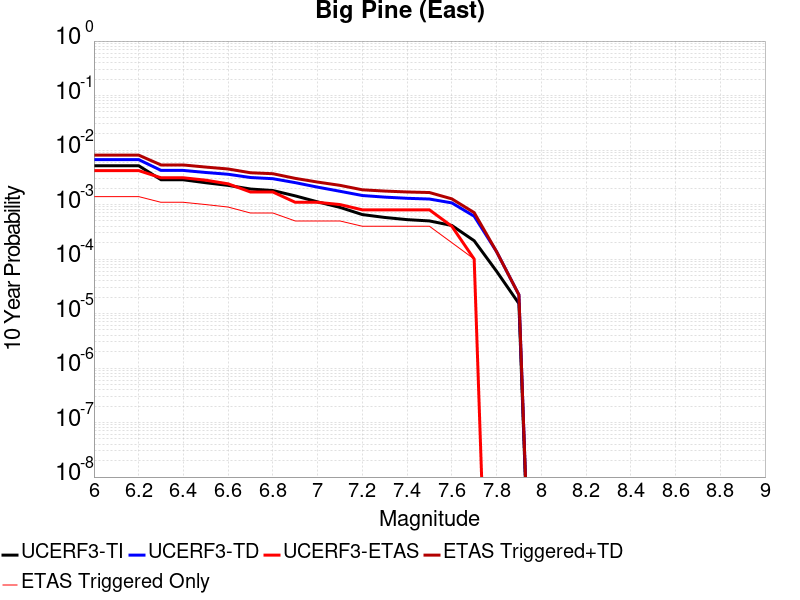 Big Pine (East)
10^0
10^-1
10^-2
10^-3
10^-4
10^-5
10^-6
10^-7
10^-8
10 Year Probability
6 6.2 6.4 6.6 6.8 7 7.2 7.4 7.6 7.8 8 8.2 8.4 8.6 8.8 9
Magnitude
UCERF3-TI UCERF3-TD UCERF3-ETAS ETAS Triggered+TD
ETAS Triggered Only